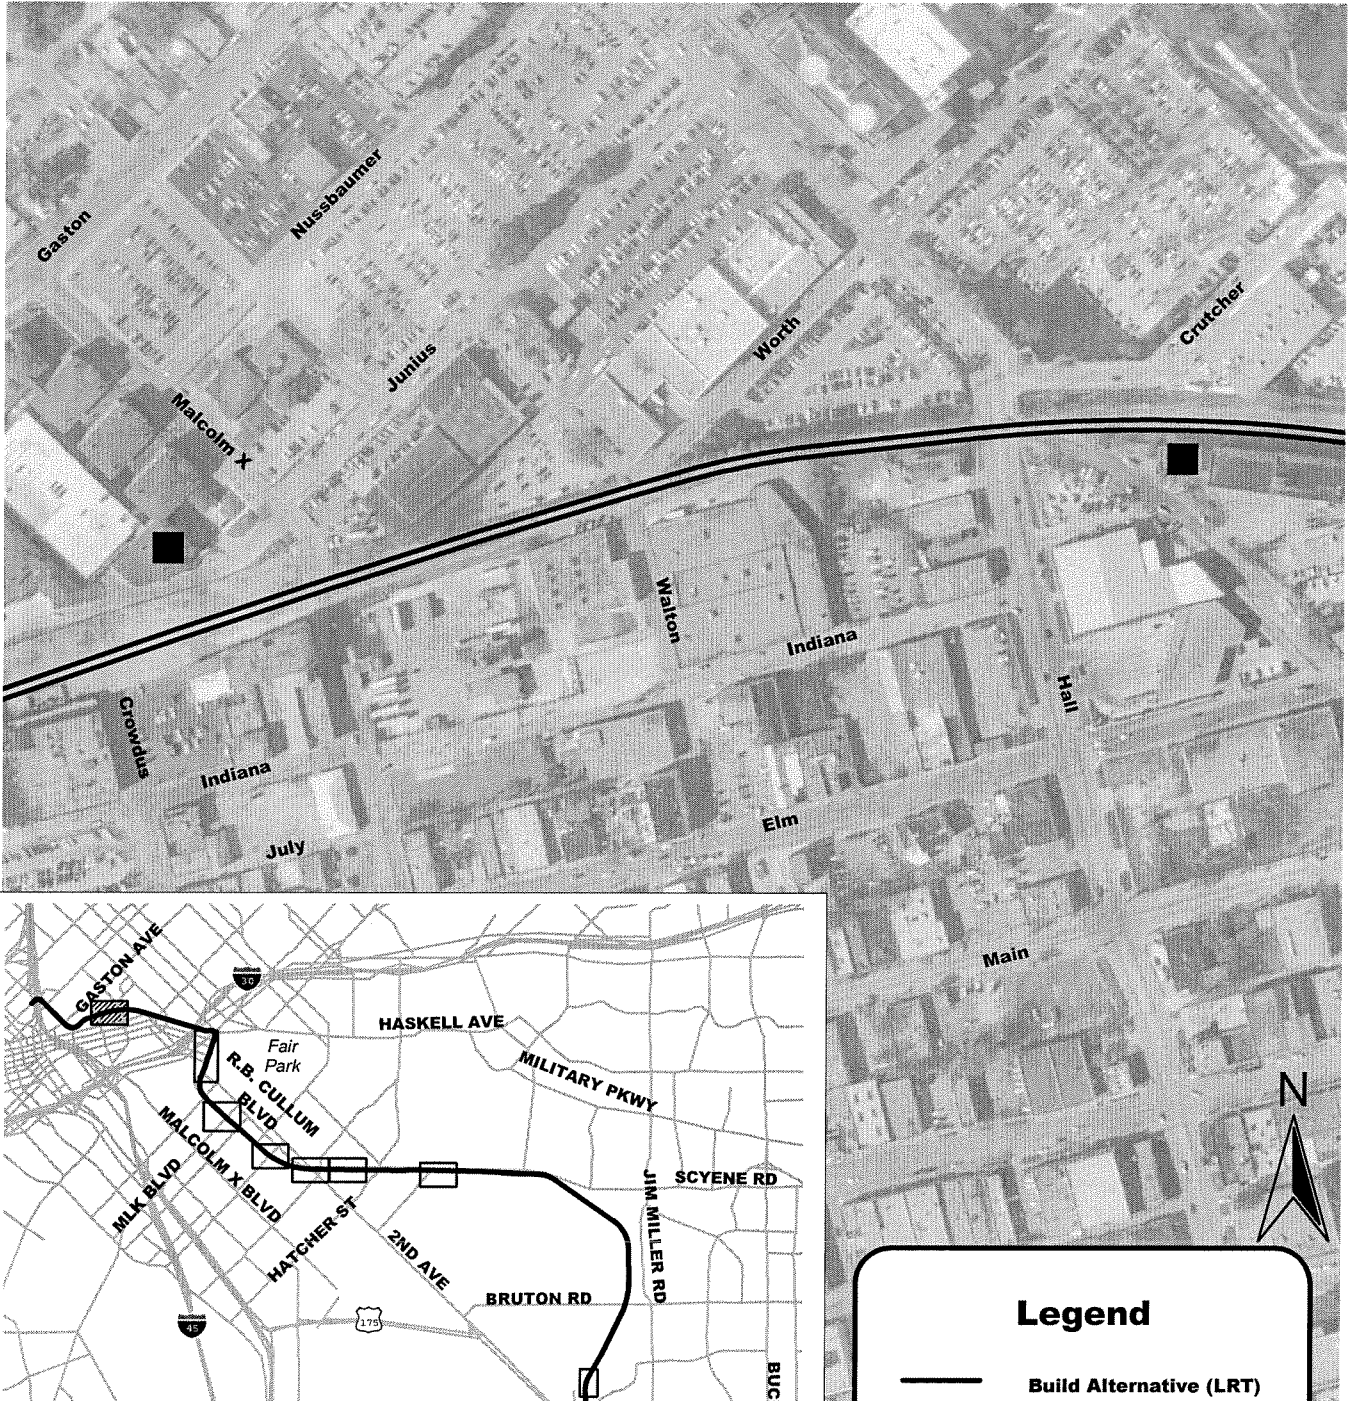 Nussbaumer
Gaston
Crutcher
Worth
Junius
Malcolm X
Walton
Indiana
Hall
Crowdus
Indiana
Elm
July
Main
N
GASTON AVE
30
HASKELL AVE
Fair
Park
R.B. CULLUM
BLVD
MILITARY PKWY
MALCOLM X BLVD
MLK BLVD
SCYENE RD
JIM MILLER RD
HATCHER ST
2ND AVE
BRUTON RD
175
45
BUC
Legend
Build Alternative (LRT)